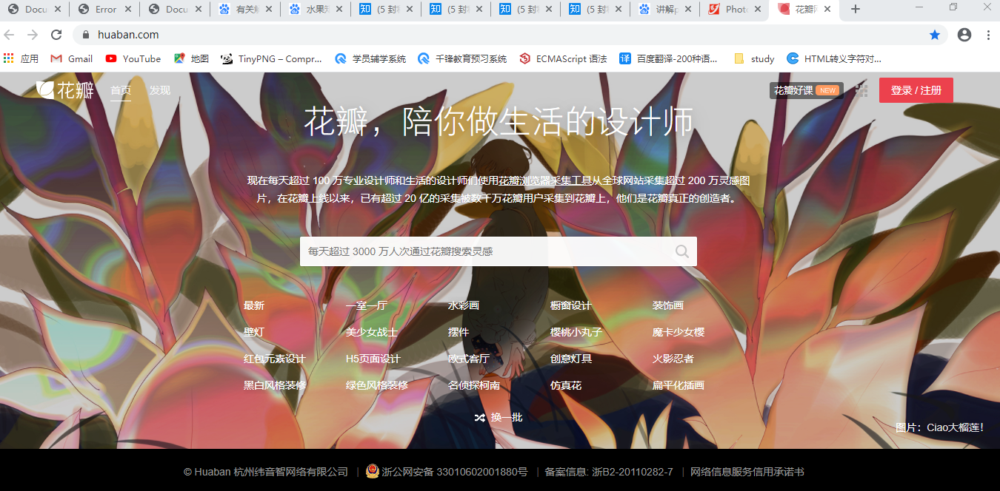 Docu
Error
Docu
有关
水果
(5 封
(5 封
(5 封
(5 封
讲解
Photo
花瓣
huaban.com
应用 Gmail YouTube 地图 TinyPNG – Compr... 学员辅学系统 千锋教育预习系统 ECMAScript 语法 译 百度翻译-200种语... study HTML转义字符对...
花瓣 首页 发现 花瓣好课 NEW 登录 / 注册
花瓣，陪你做生活的设计师
现在每天超过 100 万专业设计师和生活的设计师们使用花瓣浏览器采集工具从全球网站采集超过 200 万灵感图
片，在花瓣上线以来，已有超过 20 亿的采集被数千万花瓣用户采集到花瓣上，他们是花瓣真正的创造者。
每天超过 3000 万人次通过花瓣搜索灵感
最新 一室一厅 水彩画 橱窗设计 装饰画
壁灯 美少女战士 摆件 樱桃小丸子 魔卡少女樱
红包元素设计 H5页面设计 欧式客厅 创意灯具 火影忍者
黑白风格装修 绿色风格装修 名侦探柯南 仿真花 扁平化插画
换一批
图片：Ciao大榴莲！
© Huaban 杭州纬音智网络有限公司 | 浙公网安备 33010602001880号 | 备案信息: 浙B2-20110282-7 | 网络信息服务信用承诺书